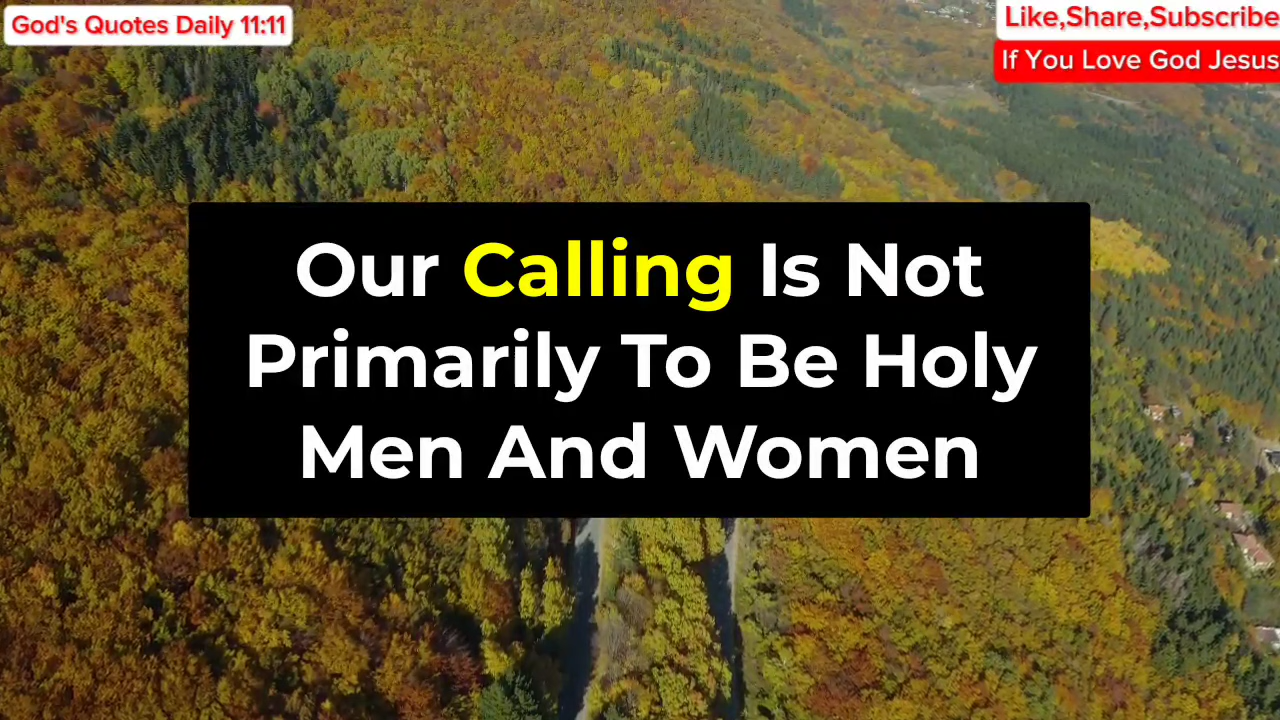 God's Quotes Daily 11:11
Like,Share,Subscribe
If You Love God Jesus
Our Calling Is Not
Primarily To Be Holy
Men And Women